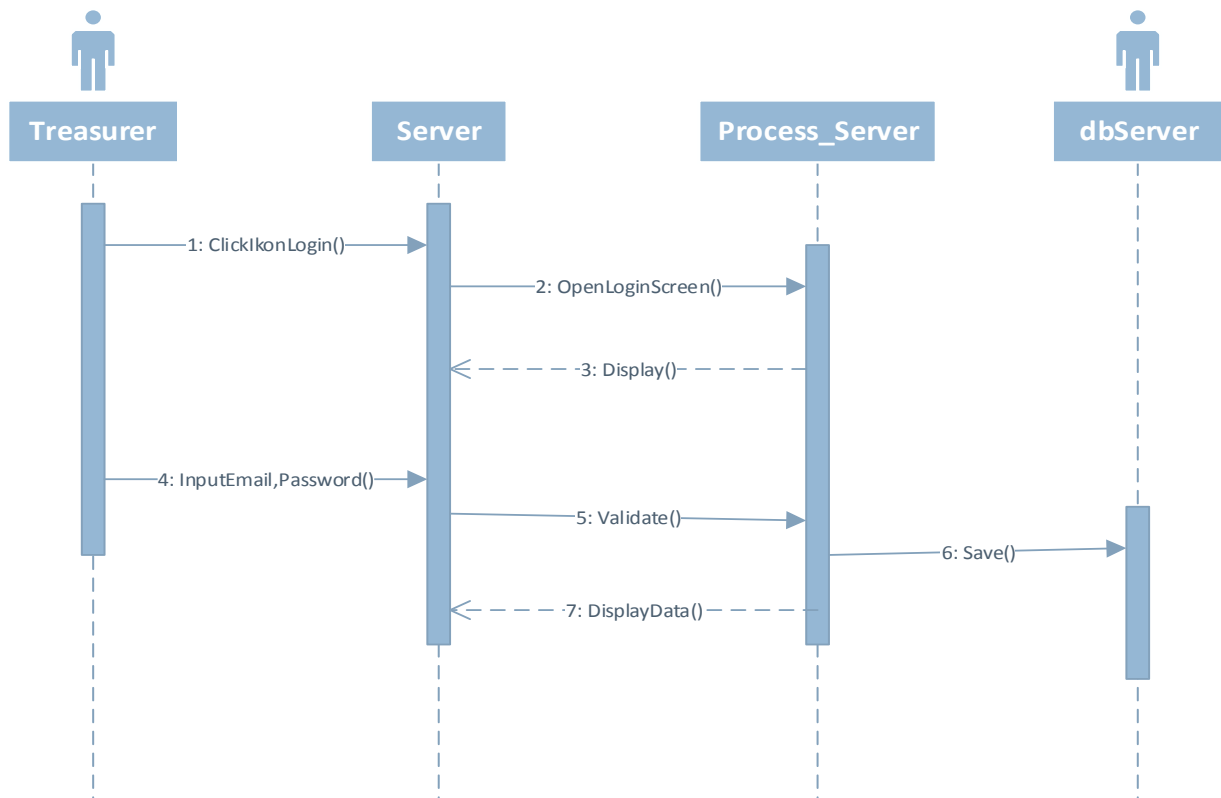 Treasurer
Server
Process_Server
dbServer
1: ClickIkonLogin()
2: OpenLoginScreen()
3: Display()
4: InputEmail,Password()
5: Validate()
6: Save()
7: DisplayData()